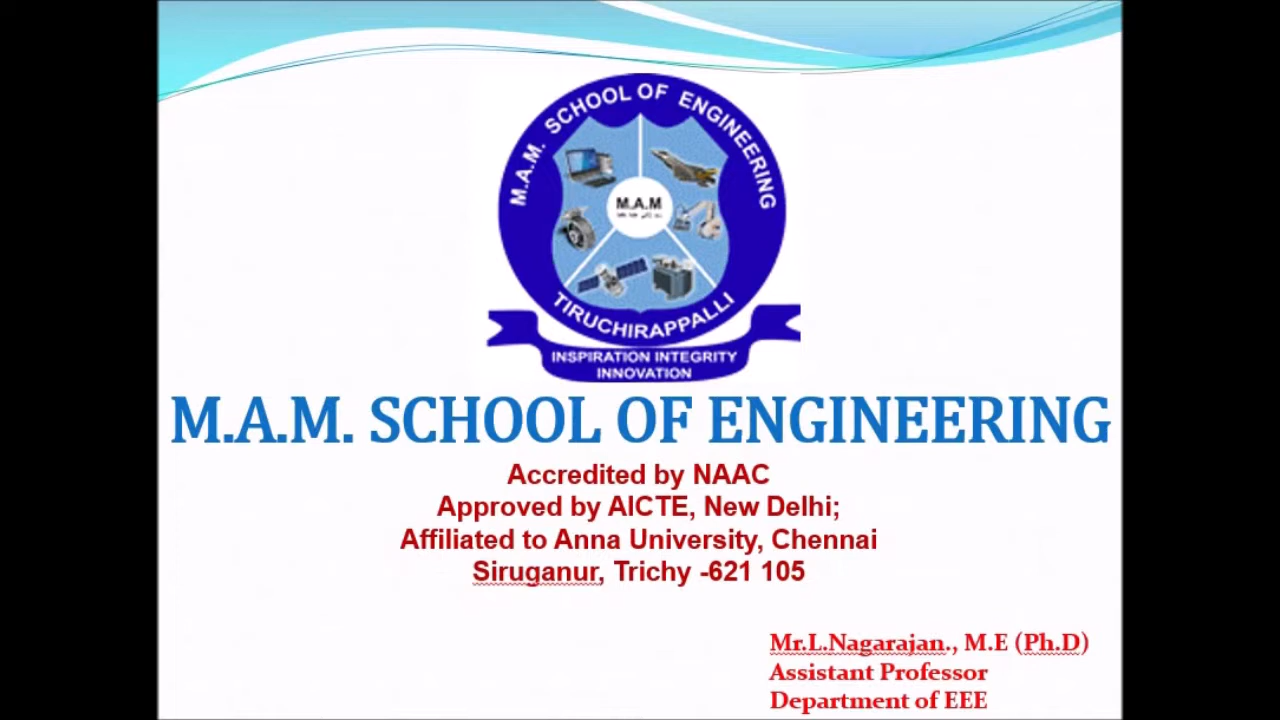 M.A.M. SCHOOL OF ENGINEERING
M.A.M
TIRUCHIRAPPALLI
INSPIRATION INTEGRITY
INNOVATION
M.A.M. SCHOOL OF ENGINEERING
Accredited by NAAC
Approved by AICTE, New Delhi;
Affiliated to Anna University, Chennai
Siruganur, Trichy -621 105
Mr.L.Nagarajan., M.E (Ph.D)
Assistant Professor
Department of EEE